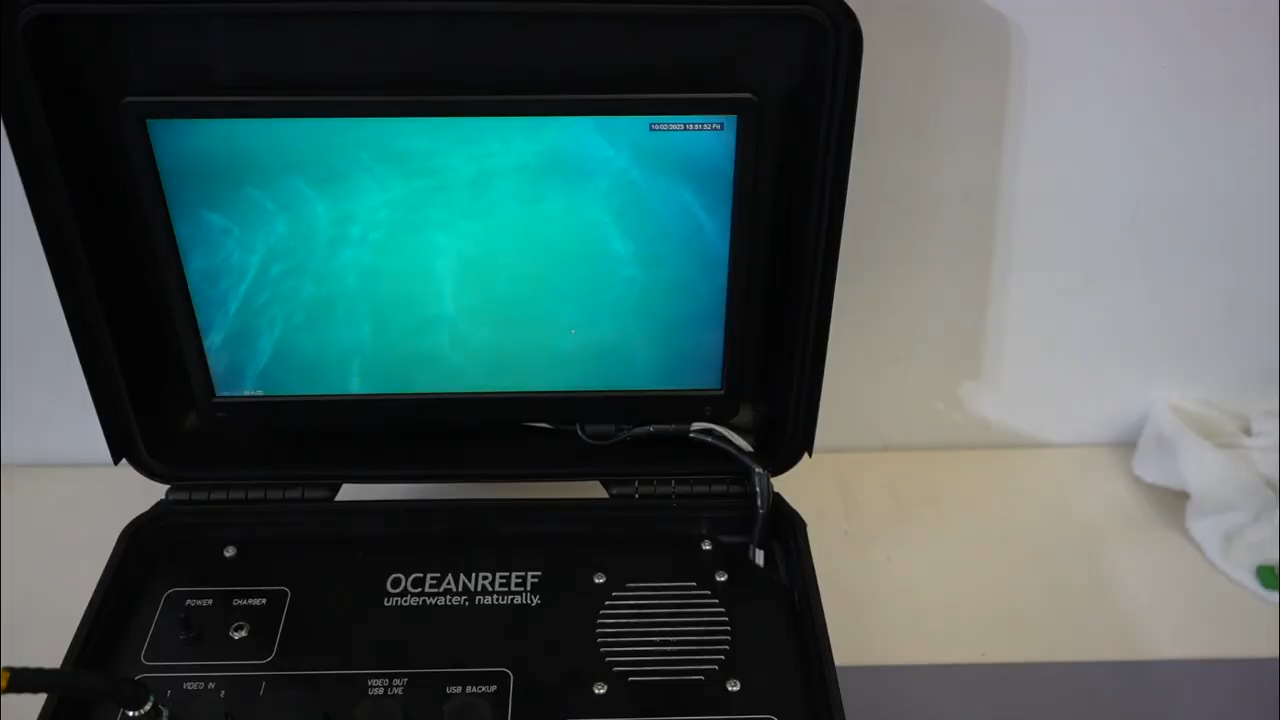 10/02/2023 15:51:52 Fri
OCEANREEF
underwater, naturally.
POWER CHARGER
VIDEO IN
1 2
VIDEO OUT
USB LIVE
USB BACKUP